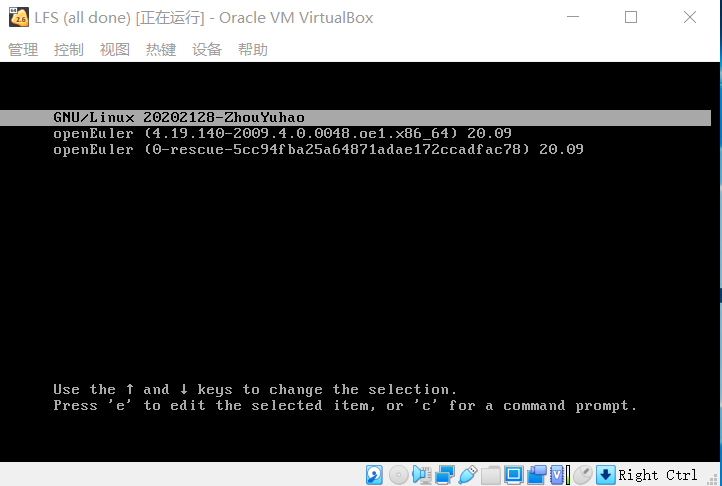 LFS (all done) [正在运行] - Oracle VM VirtualBox
管理 控制 视图 热键 设备 帮助
GNU/Linux 20202128-ZhouYuhao
openEuler (4.19.140-2009.4.0.0048.oe1.x86_64) 20.09
openEuler (0-rescue-5cc94fba25a64871adae172ccadfac78) 20.09
Use the ↑ and ↓ keys to change the selection.
Press 'e' to edit the selected item, or 'c' for a command prompt.
Right Ctrl